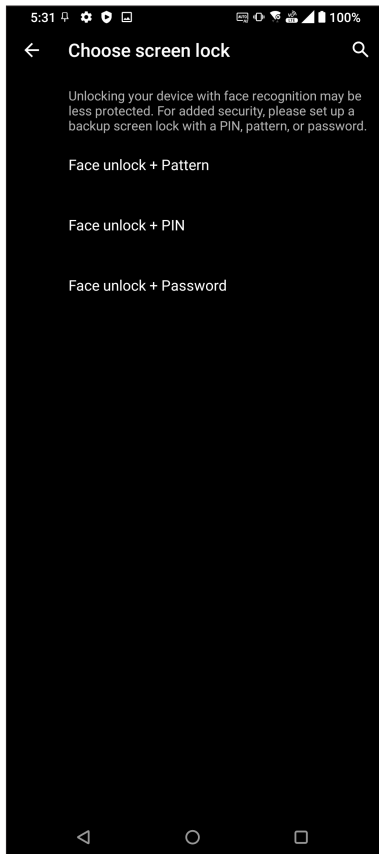 5:31
100%
Choose screen lock
Unlocking your device with face recognition may be
less protected. For added security, please set up a
backup screen lock with a PIN, pattern, or password.
Face unlock + Pattern
Face unlock + PIN
Face unlock + Password